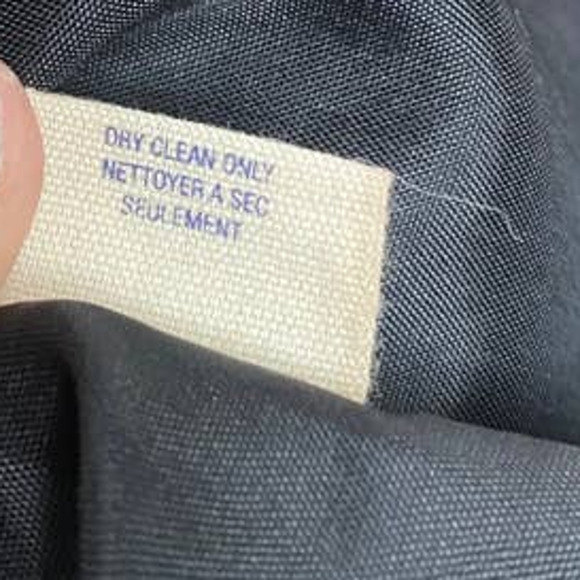 DRY CLEAN ONLY
NETTOYER A SEC
SEULEMENT